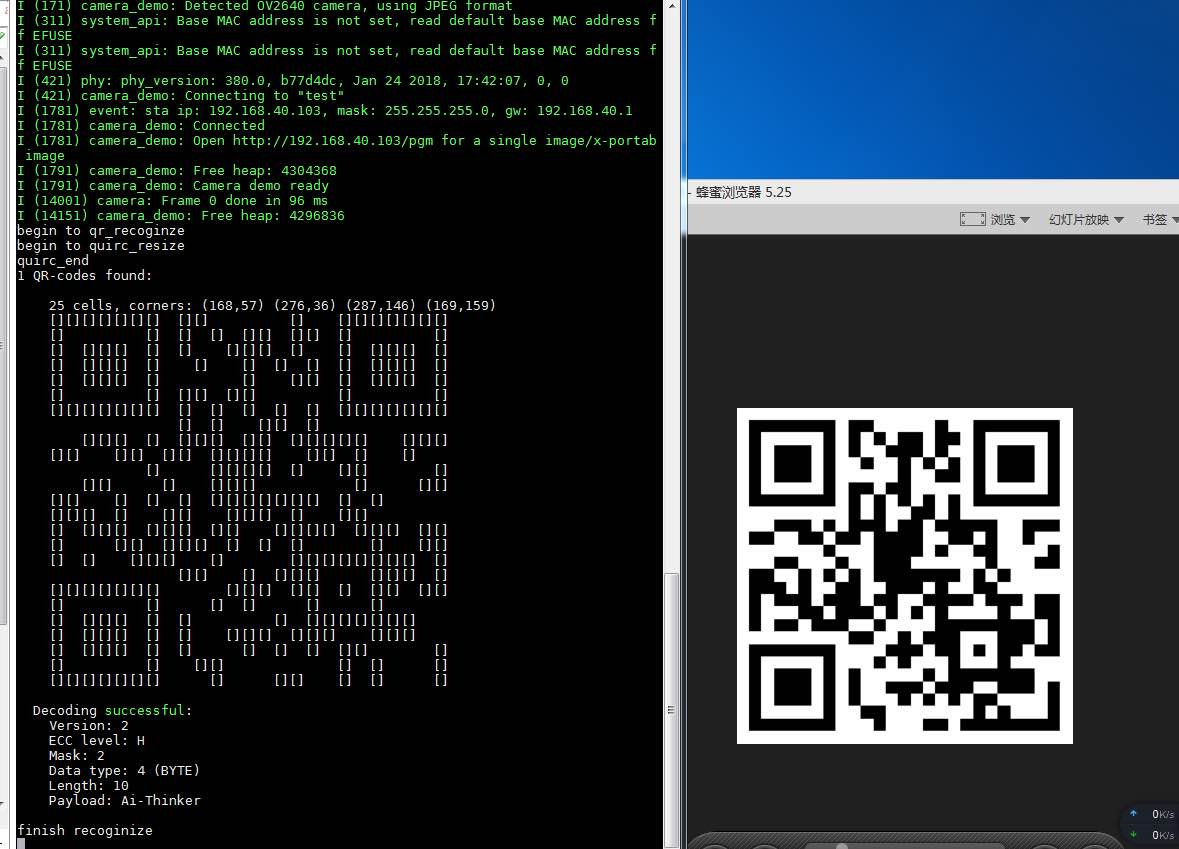 I (171) camera_demo: Detected OV2640 camera, using JPEG format
I (311) system_api: Base MAC address is not set, read default base MAC address f
f EFUSE
I (311) system_api: Base MAC address is not set, read default base MAC address f
f EFUSE
I (421) phy: phy_version: 380.0, b77d4dc, Jan 24 2018, 17:42:07, 0, 0
I (421) camera_demo: Connecting to "test"
I (1781) event: sta ip: 192.168.40.103, mask: 255.255.255.0, gw: 192.168.40.1
I (1781) camera_demo: Connected
I (1781) camera_demo: Open http://192.168.40.103/pgm for a single image/x-portab
image
I (1791) camera_demo: Free heap: 4304368
I (1791) camera_demo: Camera demo ready
I (14001) camera: Frame 0 done in 96 ms
I (14151) camera_demo: Free heap: 4296836
begin to qr_recoginze
begin to quirc_resize
quirc_end
1 QR-codes found:
25 cells, corners: (168,57) (276,36) (287,146) (169,159)
Decoding successful:
Version: 2
ECC level: H
Mask: 2
Data type: 4 (BYTE)
Length: 10
Payload: Ai-Thinker
finish recoginize
- 蜂蜜浏览器 5.25
浏览 幻灯片放映 书签
0K/s
0K/s